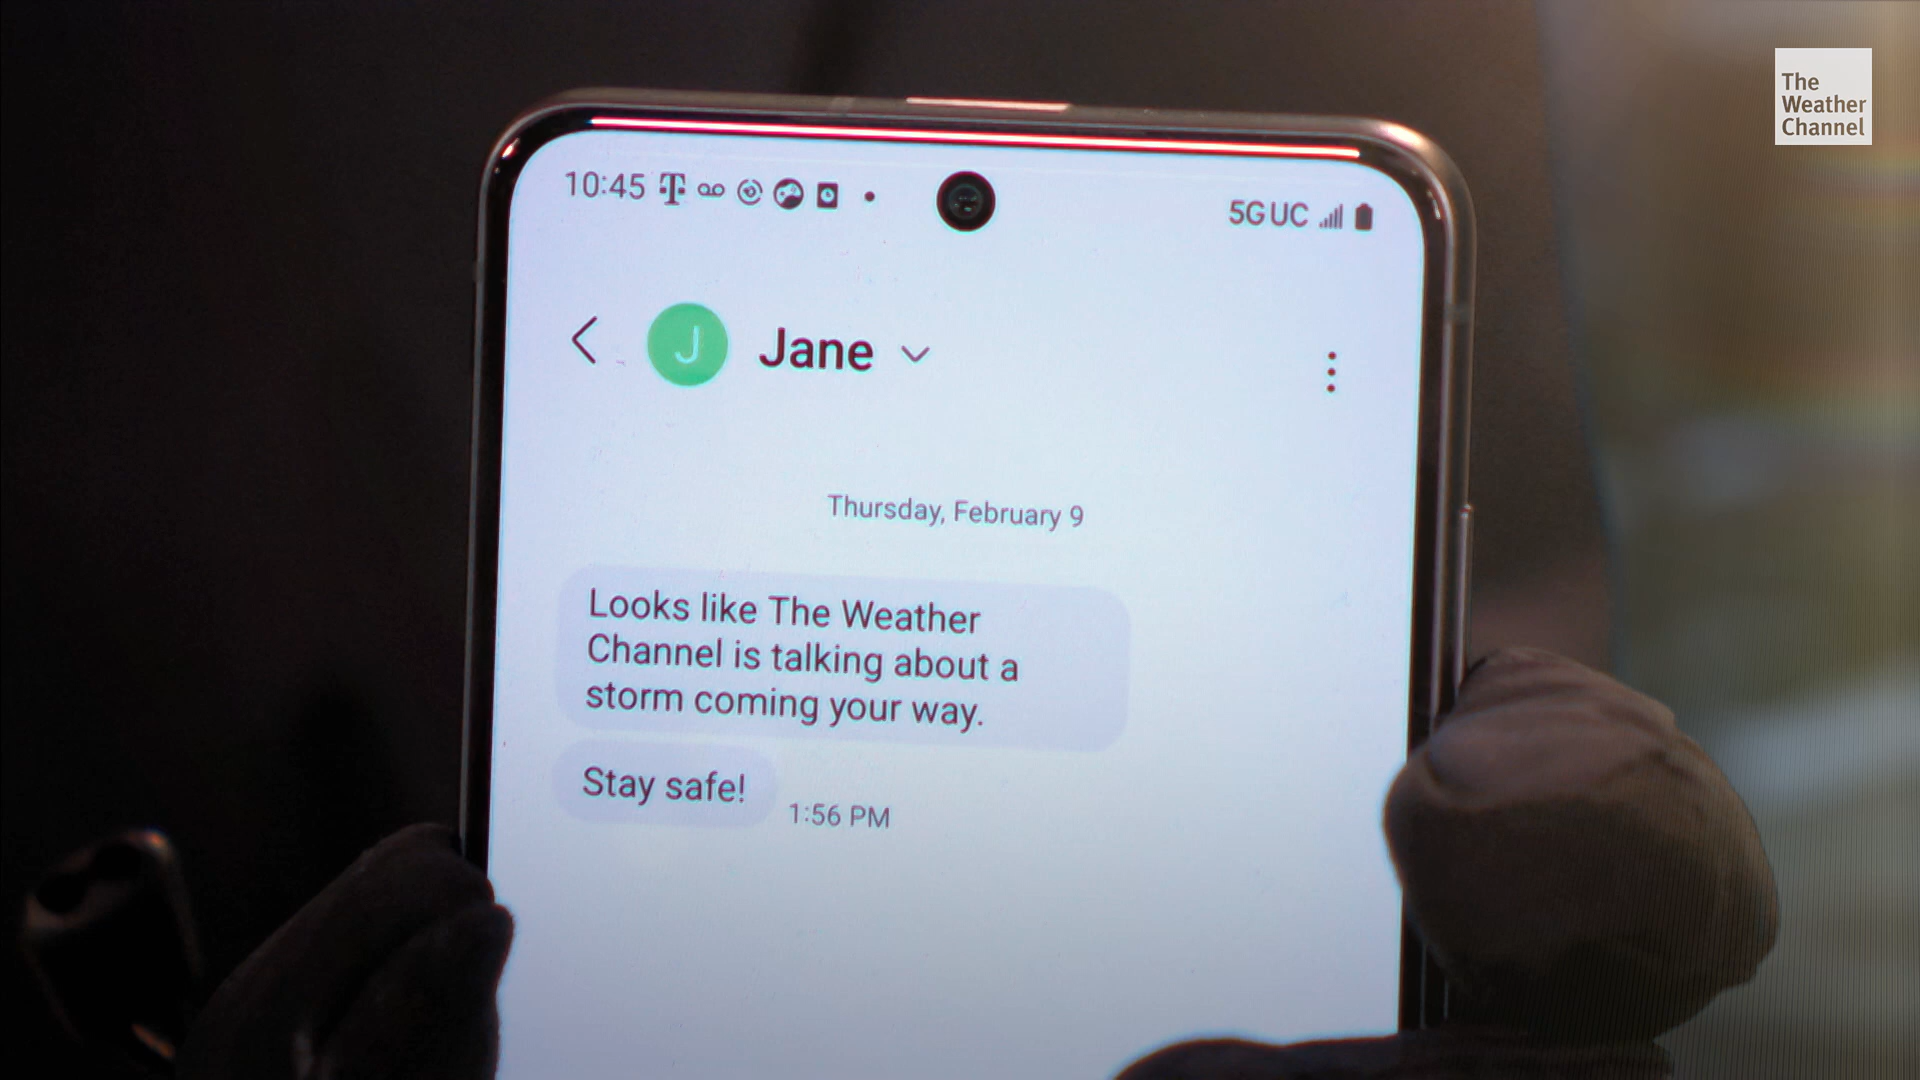 The
Weather
Channel
10:45
5G UC
J
Jane
Thursday, February 9
Looks like The Weather
Channel is talking about a
storm coming your way.
Stay safe!
1:56 PM